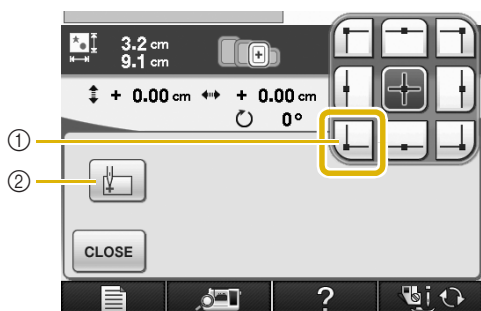 3.2 cm
9.1 cm
+ 0.00 cm + 0.00 cm
0°
①
②
CLOSE
?